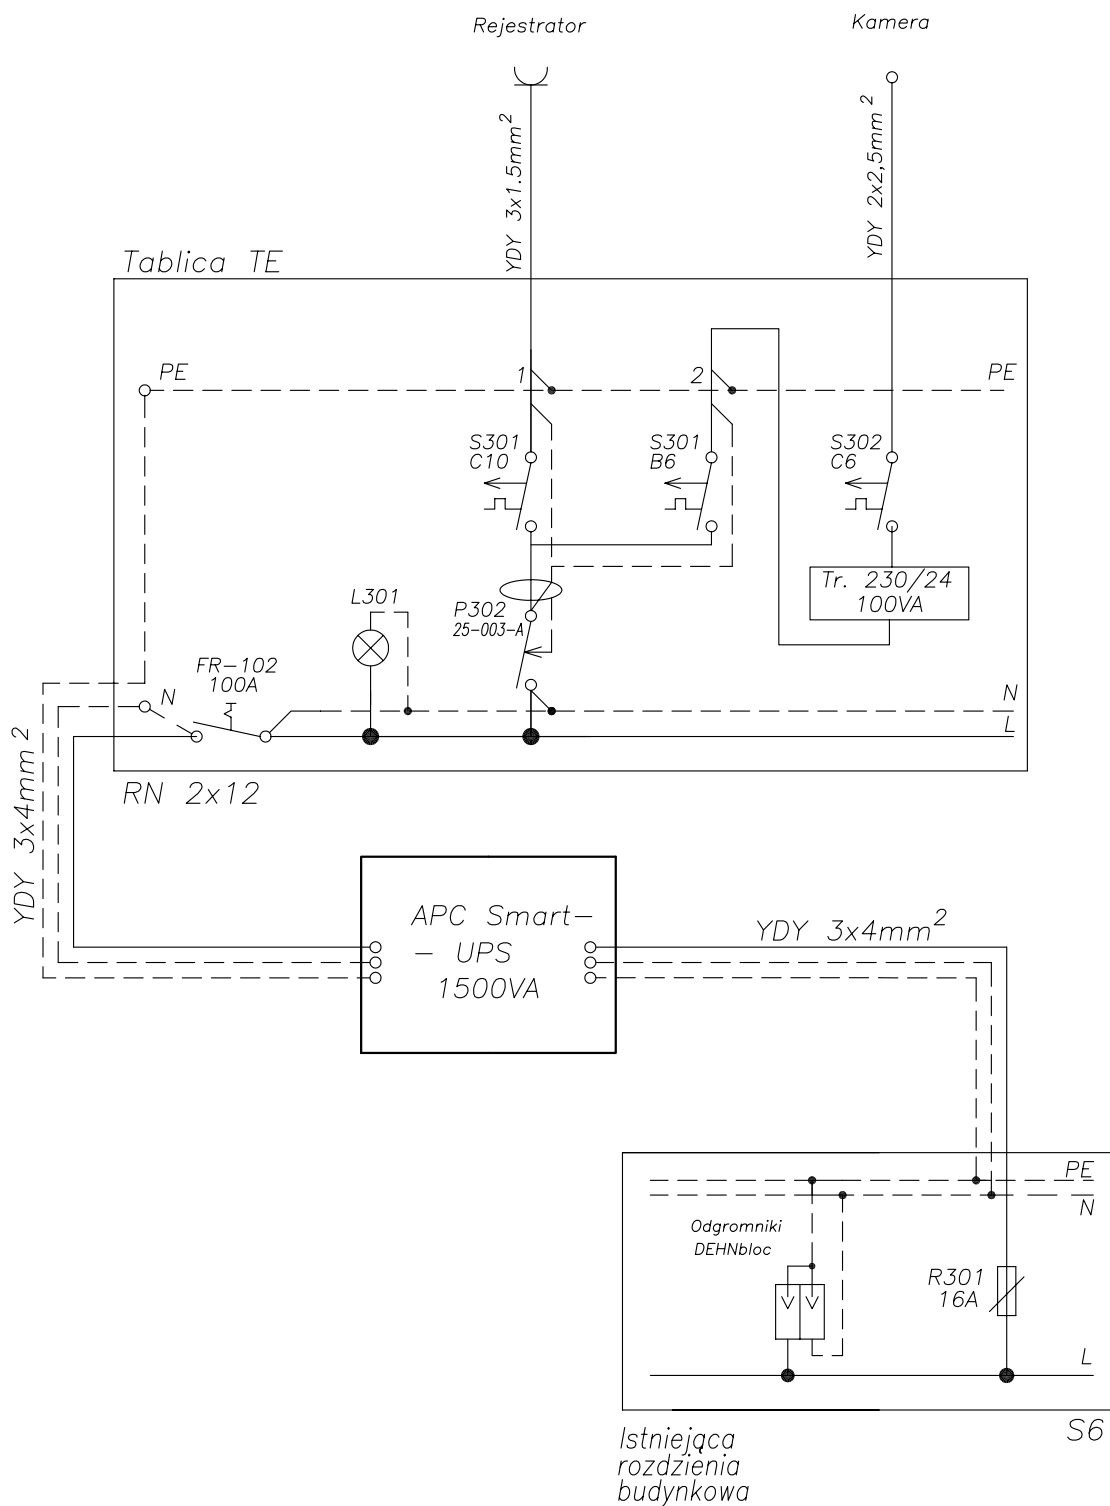 Rejestrator
Kamera
YDY 3x1.5mm²
YDY 2x2,5mm²
Tablica TE
PE
1
2
PE
S301
C10
S301
B6
S302
C6
Tr. 230/24
100VA
L301
P302
25-003-A
FR-102
100A
N
N
L
RN 2x12
YDY 3x4mm²
APC Smart-
- UPS
1500VA
YDY 3x4mm²
PE
N
Odgromniki
DEHNbloc
R301
16A
L
S6
Istniejąca
rozdzienia
budynkowa